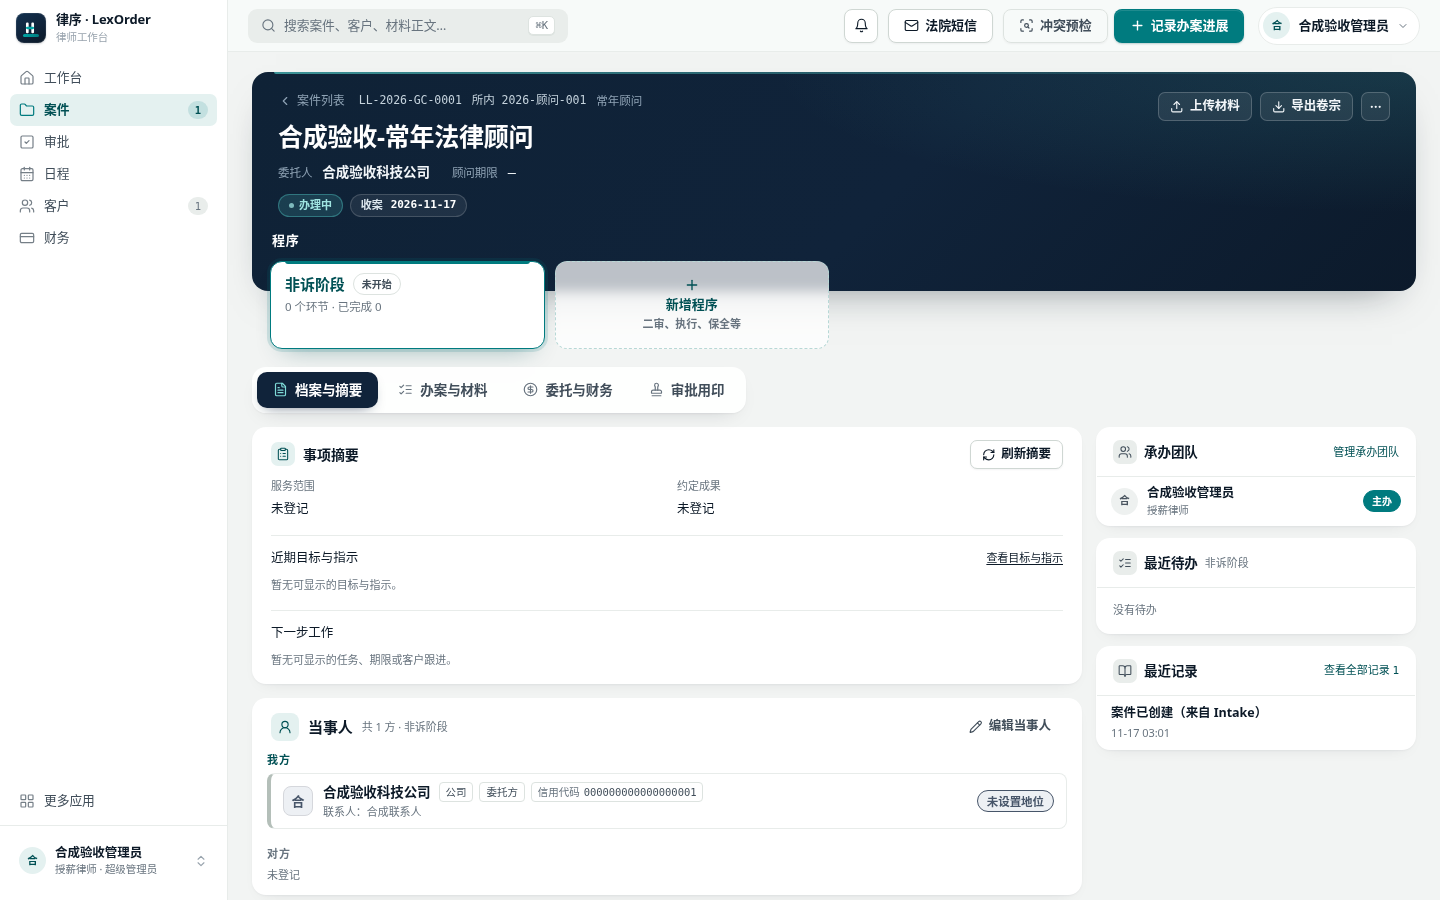 律序 · LexOrder
律师工作台
工作台
案件 1
审批
日程
客户 1
财务
更多应用
合 合成验收管理员
授薪律师 · 超级管理员
搜索案件、客户、材料正文... ⌘K
法院短信
冲突预检
记录办案进展
合 合成验收管理员
案件列表 LL-2026-GC-0001 所内 2026-顾问-001 常年顾问
上传材料
导出卷宗
合成验收-常年法律顾问
委托人 合成验收科技公司 顾问期限 —
办理中 收案 2026-11-17
程序
非诉阶段 未开始
0 个环节 · 已完成 0
新增程序
二审、执行、保全等
档案与摘要
办案与材料
委托与财务
审批用印
事项摘要
刷新摘要
服务范围
未登记
约定成果
未登记
近期目标与指示
查看目标与指示
暂无可显示的目标与指示。
下一步工作
暂无可显示的任务、期限或客户跟进。
当事人 共 1 方 · 非诉阶段
编辑当事人
我方
合 合成验收科技公司 公司 委托方 信用代码 000000000000000001
联系人：合成联系人
未设置地位
对方
未登记
承办团队
管理承办团队
合 合成验收管理员
授薪律师
主办
最近待办 非诉阶段
没有待办
最近记录
查看全部记录 1
案件已创建（来自 Intake）
11-17 03:01